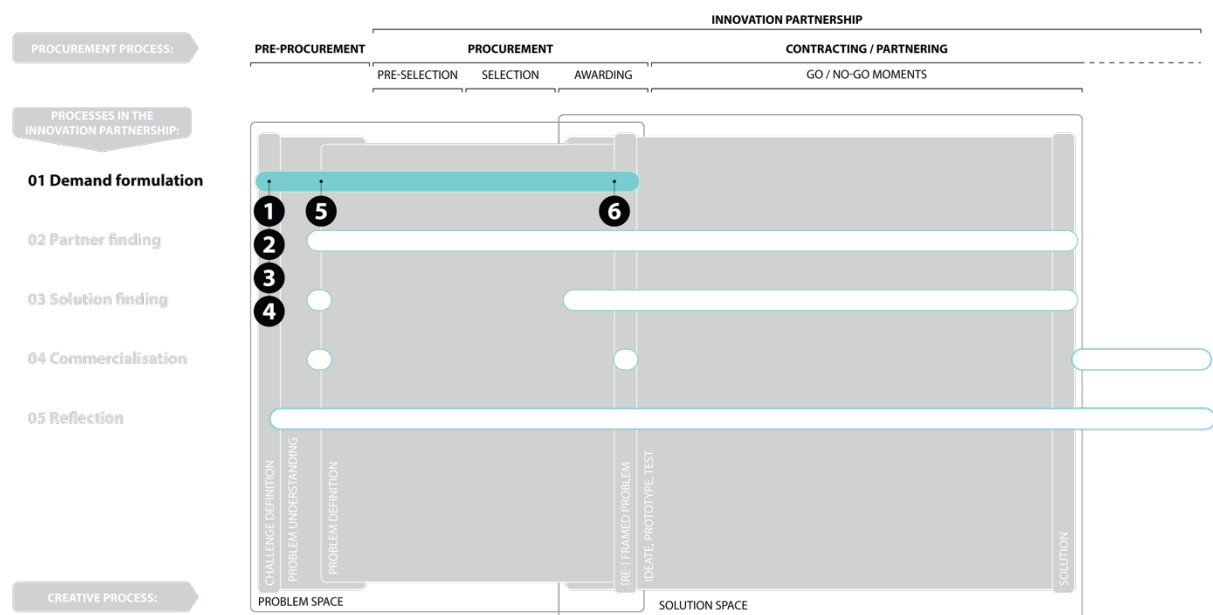 INNOVATION PARTNERSHIP
PROCUREMENT PROCESS:
PRE-PROCUREMENT
PROCUREMENT
CONTRACTING / PARTNERING
PRE-SELECTION
SELECTION
AWARDING
GO / NO-GO MOMENTS
PROCESSES IN THE
INNOVATION PARTNERSHIP:
01 Demand formulation
1
5
6
02 Partner finding
2
3
03 Solution finding
4
04 Commercialisation
05 Reflection
CHALLENGE DEFINITION
PROBLEM UNDERSTANDING
PROBLEM DEFINITION
[RE-] FRAMED PROBLEM
IDEATE, PROTOTYPE, TEST
SOLUTION
CREATIVE PROCESS:
PROBLEM SPACE
SOLUTION SPACE